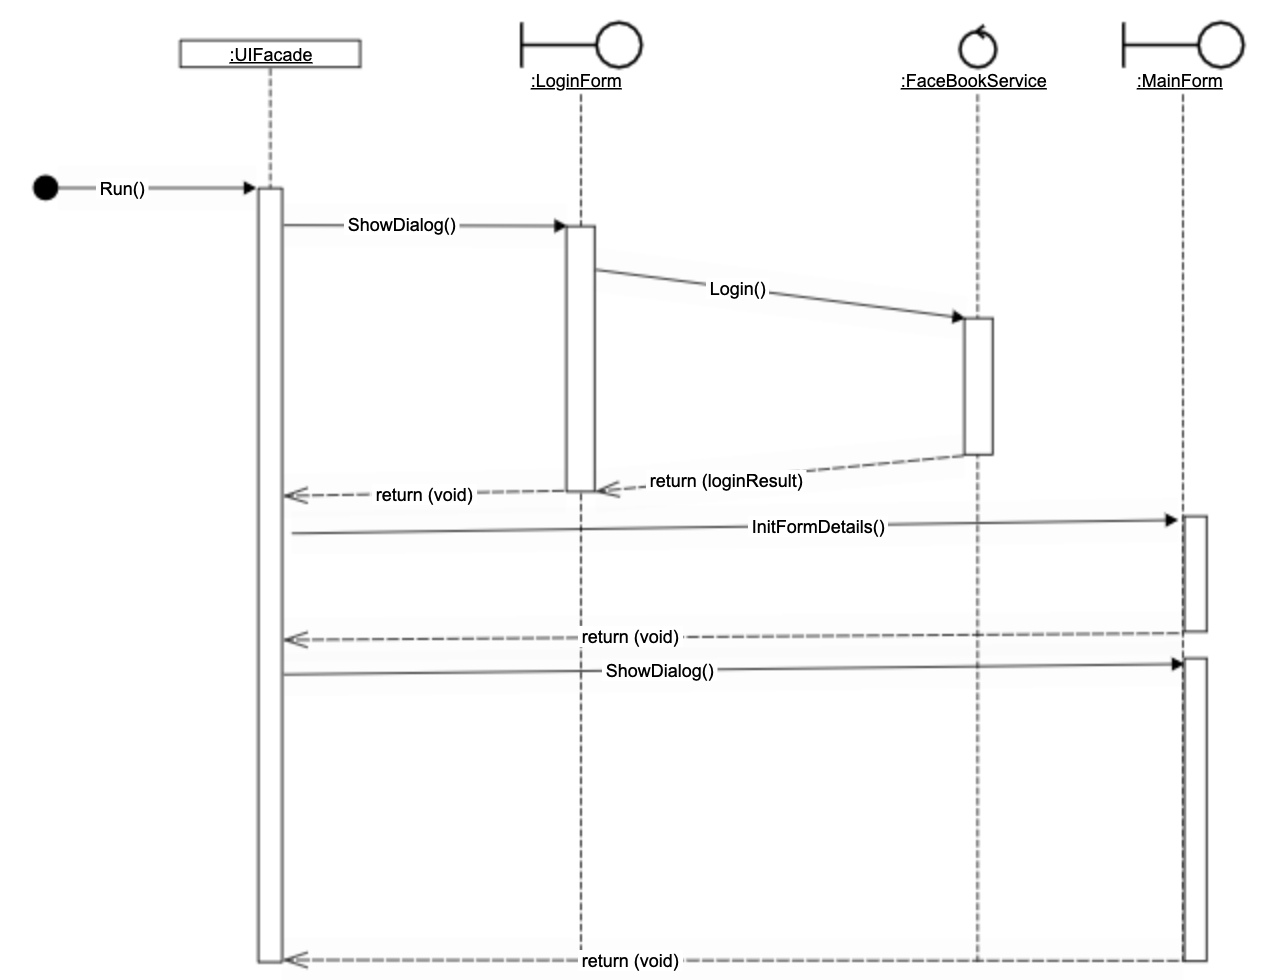 :UIFacade
:LoginForm
:FaceBookService
:MainForm
Run()
ShowDialog()
Login()
return (loginResult)
return (void)
InitFormDetails()
return (void)
ShowDialog()
return (void)